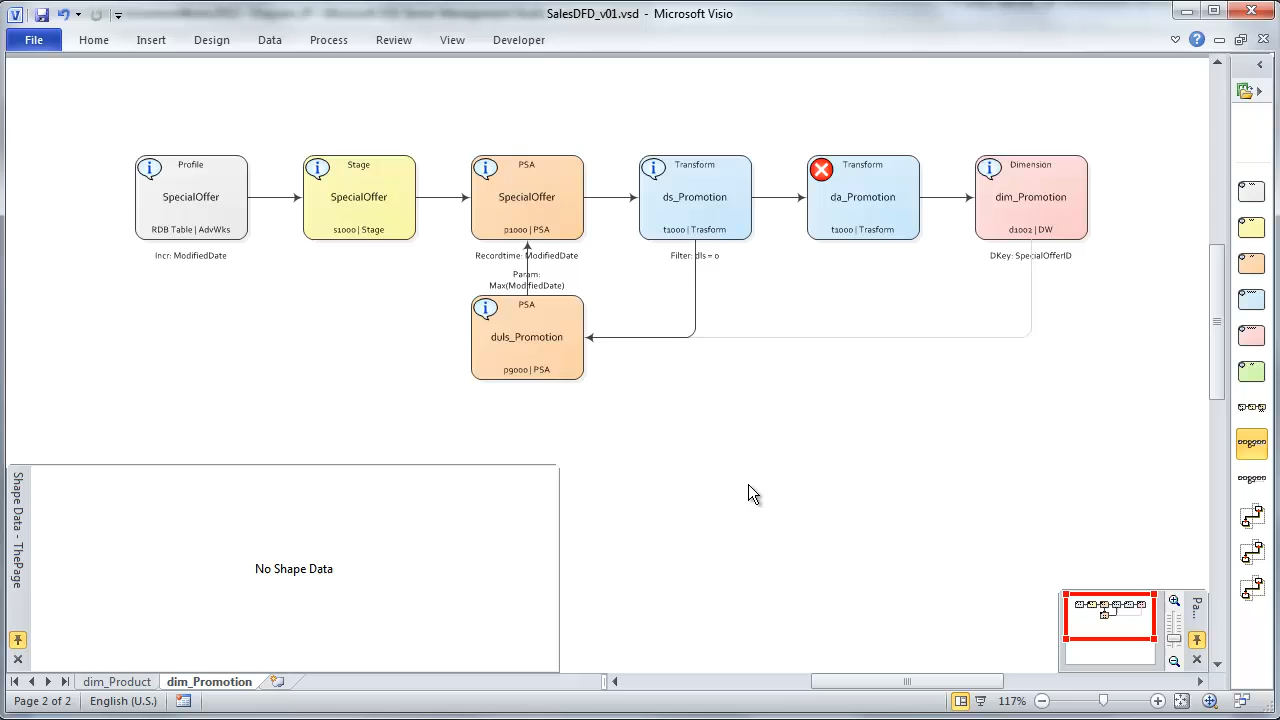 SalesDFD_v01.vsd - Microsoft Visio
File Home Insert Design Data Process Review View Developer
Profile
SpecialOffer
RDB Table | AdvWks
Incr: ModifiedDate
Stage
SpecialOffer
s1000 | Stage
PSA
SpecialOffer
p1000 | PSA
Recordtime: ModifiedDate
Param:
Max(ModifiedDate)
Transform
ds_Promotion
t1000 | Trasform
Filter: dls = 0
Transform
da_Promotion
t1000 | Trasform
Dimension
dim_Promotion
d1002 | DW
DKey: SpecialOfferID
PSA
duls_Promotion
p9000 | PSA
Shape Data - ThePage
No Shape Data
Pa...
dim_Product dim_Promotion
Page 2 of 2 English (U.S.) 117%